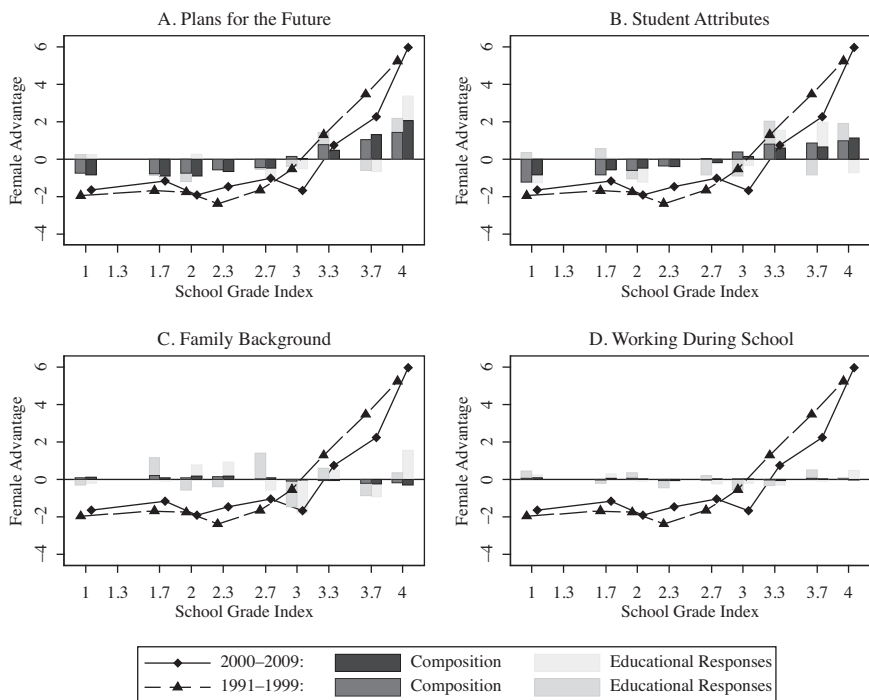 A. Plans for the Future
Female Advantage
6
4
2
0
−2
−4
1 1.3 1.7 2 2.3 2.7 3 3.3 3.7 4
School Grade Index
B. Student Attributes
Female Advantage
6
4
2
0
−2
−4
1 1.3 1.7 2 2.3 2.7 3 3.3 3.7 4
School Grade Index
C. Family Background
Female Advantage
6
4
2
0
−2
−4
1 1.3 1.7 2 2.3 2.7 3 3.3 3.7 4
School Grade Index
D. Working During School
Female Advantage
6
4
2
0
−2
−4
1 1.3 1.7 2 2.3 2.7 3 3.3 3.7 4
School Grade Index
2000–2009: Composition Educational Responses
1991–1999: Composition Educational Responses